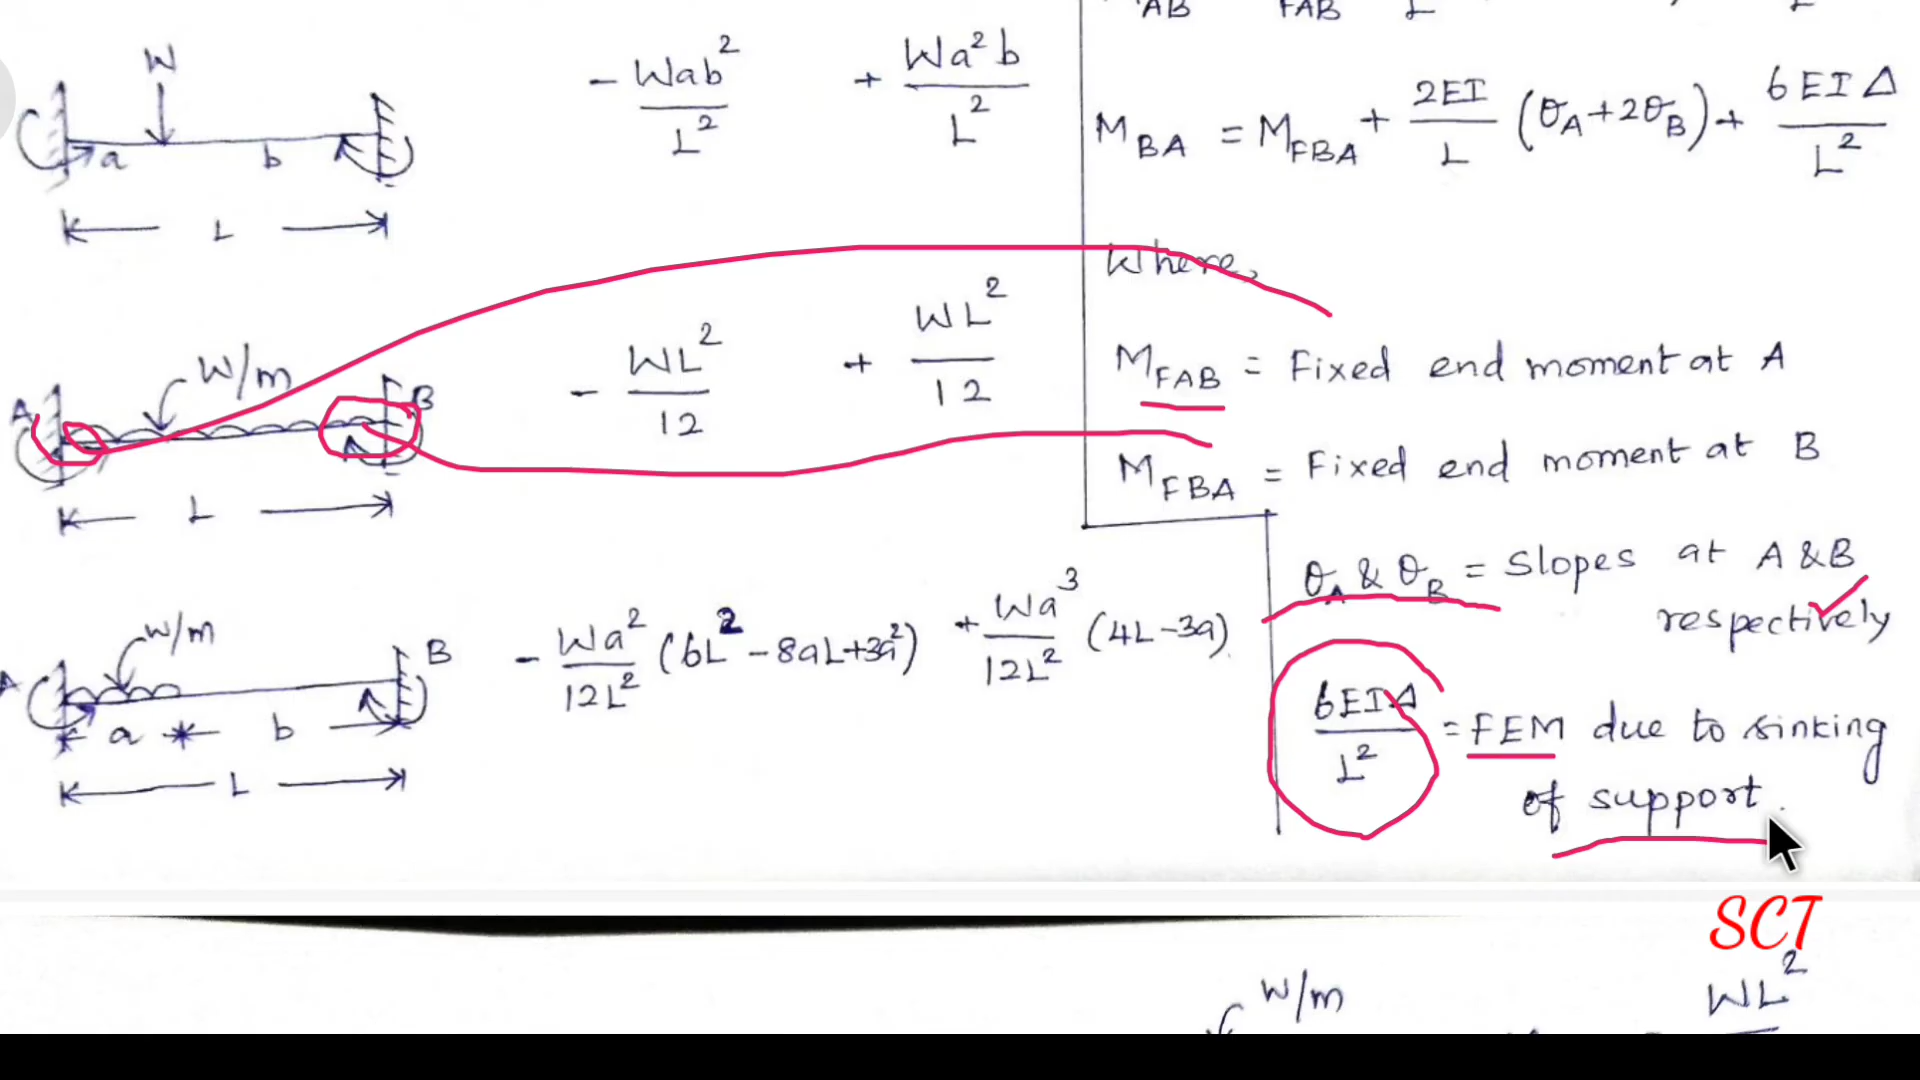 AB FAB L L
W
- Wab²/L² + Wa²b/L²
a b
L
M_BA = M_FBA + 2EI/L (θ_A+2θ_B) + 6EIΔ/L²
Where,
W/m
A B
- WL²/12 + WL²/12
L
M_FAB = Fixed end moment at A
M_FBA = Fixed end moment at B
θ_A & θ_B = Slopes at A & B
respectively
W/m
A B
- Wa²/12L² (6L² - 8aL + 3a²) + Wa³/12L² (4L - 3a)
a b
L
6EIΔ/L² = FEM due to sinking
of support.
SCT
W/m WL²